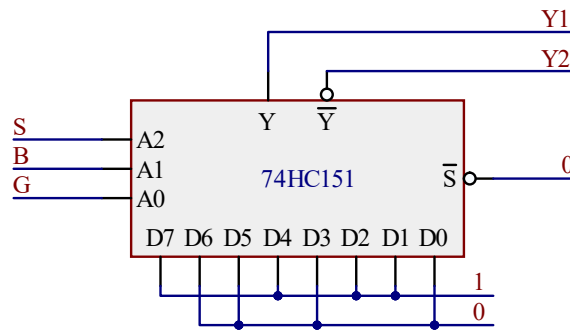 Y1
Y2
Y Y̅
S A2
B A1
G A0
74HC151 S̅ 0
D7 D6 D5 D4 D3 D2 D1 D0
1
0